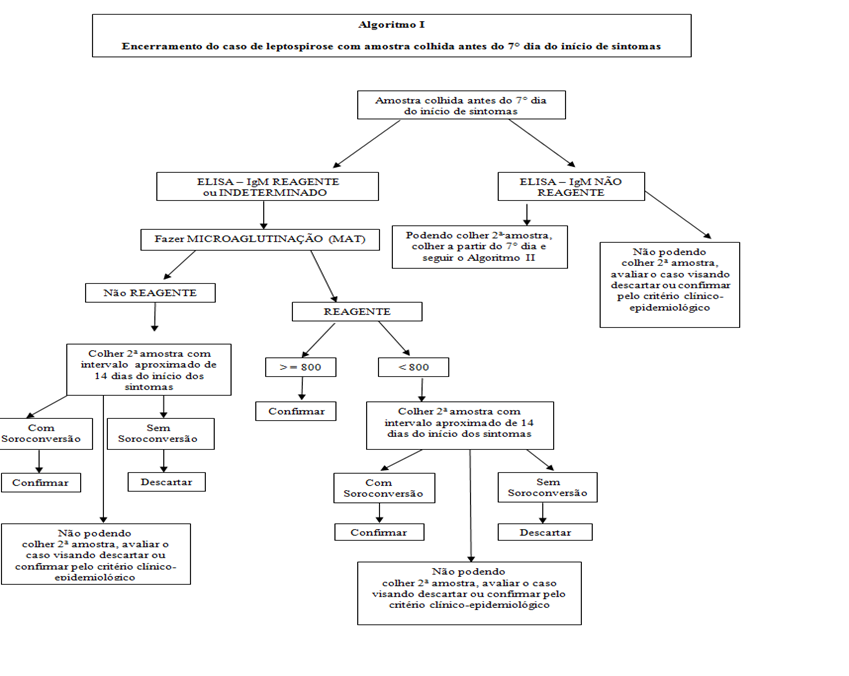 Algoritmo I
Encerramento do caso de leptospirose com amostra colhida antes do 7° dia do início de sintomas
Amostra colhida antes do 7° dia
do início de sintomas
ELISA – IgM REAGENTE
ou INDETERMINADO
ELISA – IgM NÃO
REAGENTE
Fazer MICROAGLUTINAÇÃO (MAT)
Podendo colher 2ª amostra,
colher a partir do 7° dia e
seguir o Algoritmo II
Não podendo
colher 2ª amostra,
avaliar o caso visando
descartar ou confirmar
pelo critério clínico-
epidemiológico
Não REAGENTE
REAGENTE
>= 800
< 800
Colher 2ª amostra com
intervalo aproximado de
14 dias do início dos
sintomas
Confirmar
Colher 2ª amostra com
intervalo aproximado de 14
dias do início dos sintomas
Com
Soroconversão
Sem
Soroconversão
Confirmar
Descartar
Com
Soroconversão
Sem
Soroconversão
Confirmar
Descartar
Não podendo
colher 2ª amostra, avaliar o
caso visando descartar ou
confirmar pelo critério clínico-
epidemiológico
Não podendo
colher 2ª amostra, avaliar o caso
visando descartar ou confirmar pelo
critério clínico-epidemiológico